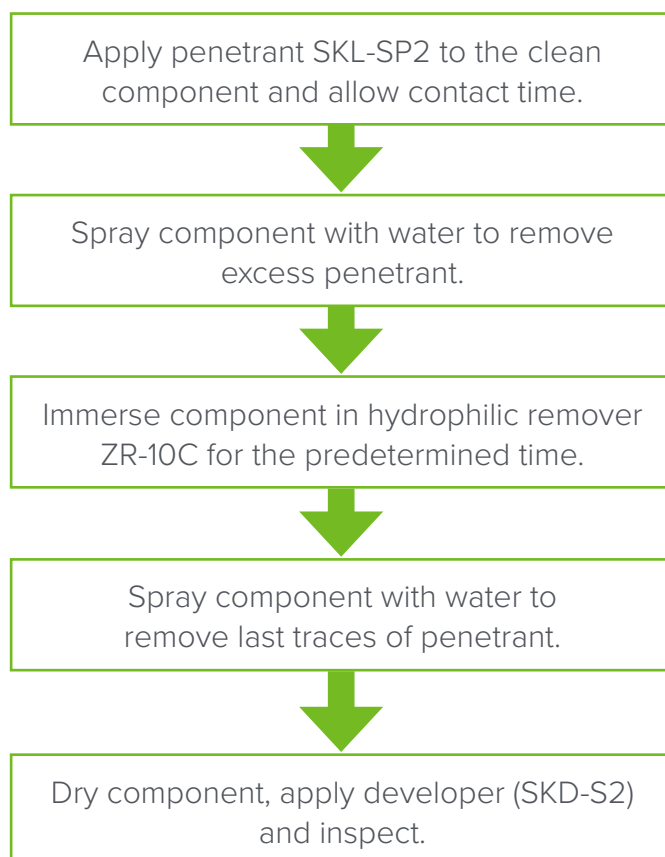 Apply penetrant SKL-SP2 to the clean
component and allow contact time.
Spray component with water to remove
excess penetrant.
Immerse component in hydrophilic remover
ZR-10C for the predetermined time.
Spray component with water to
remove last traces of penetrant.
Dry component, apply developer (SKD-S2)
and inspect.